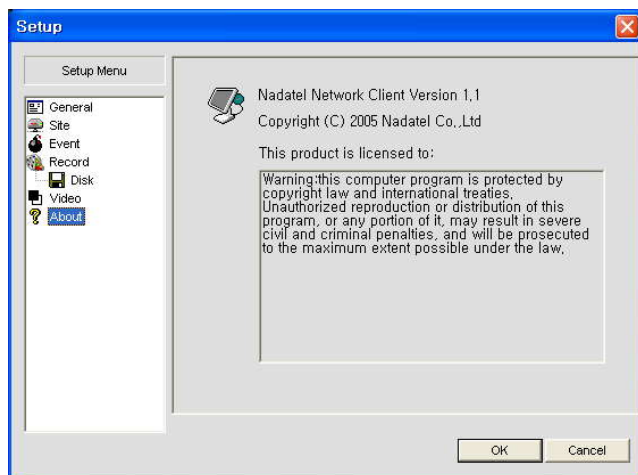 Setup
Setup Menu
General
Site
Event
Record
Disk
Video
About
Nadatel Network Client Version 1.1
Copyright (C) 2005 Nadatel Co.,Ltd
This product is licensed to:
Warning:this computer program is protected by
copyright law and international treaties.
Unauthorized reproduction or distribution of this
program, or any portion of it, may result in severe
civil and criminal penalties, and will be prosecuted
to the maximum extent possible under the law.
OK
Cancel